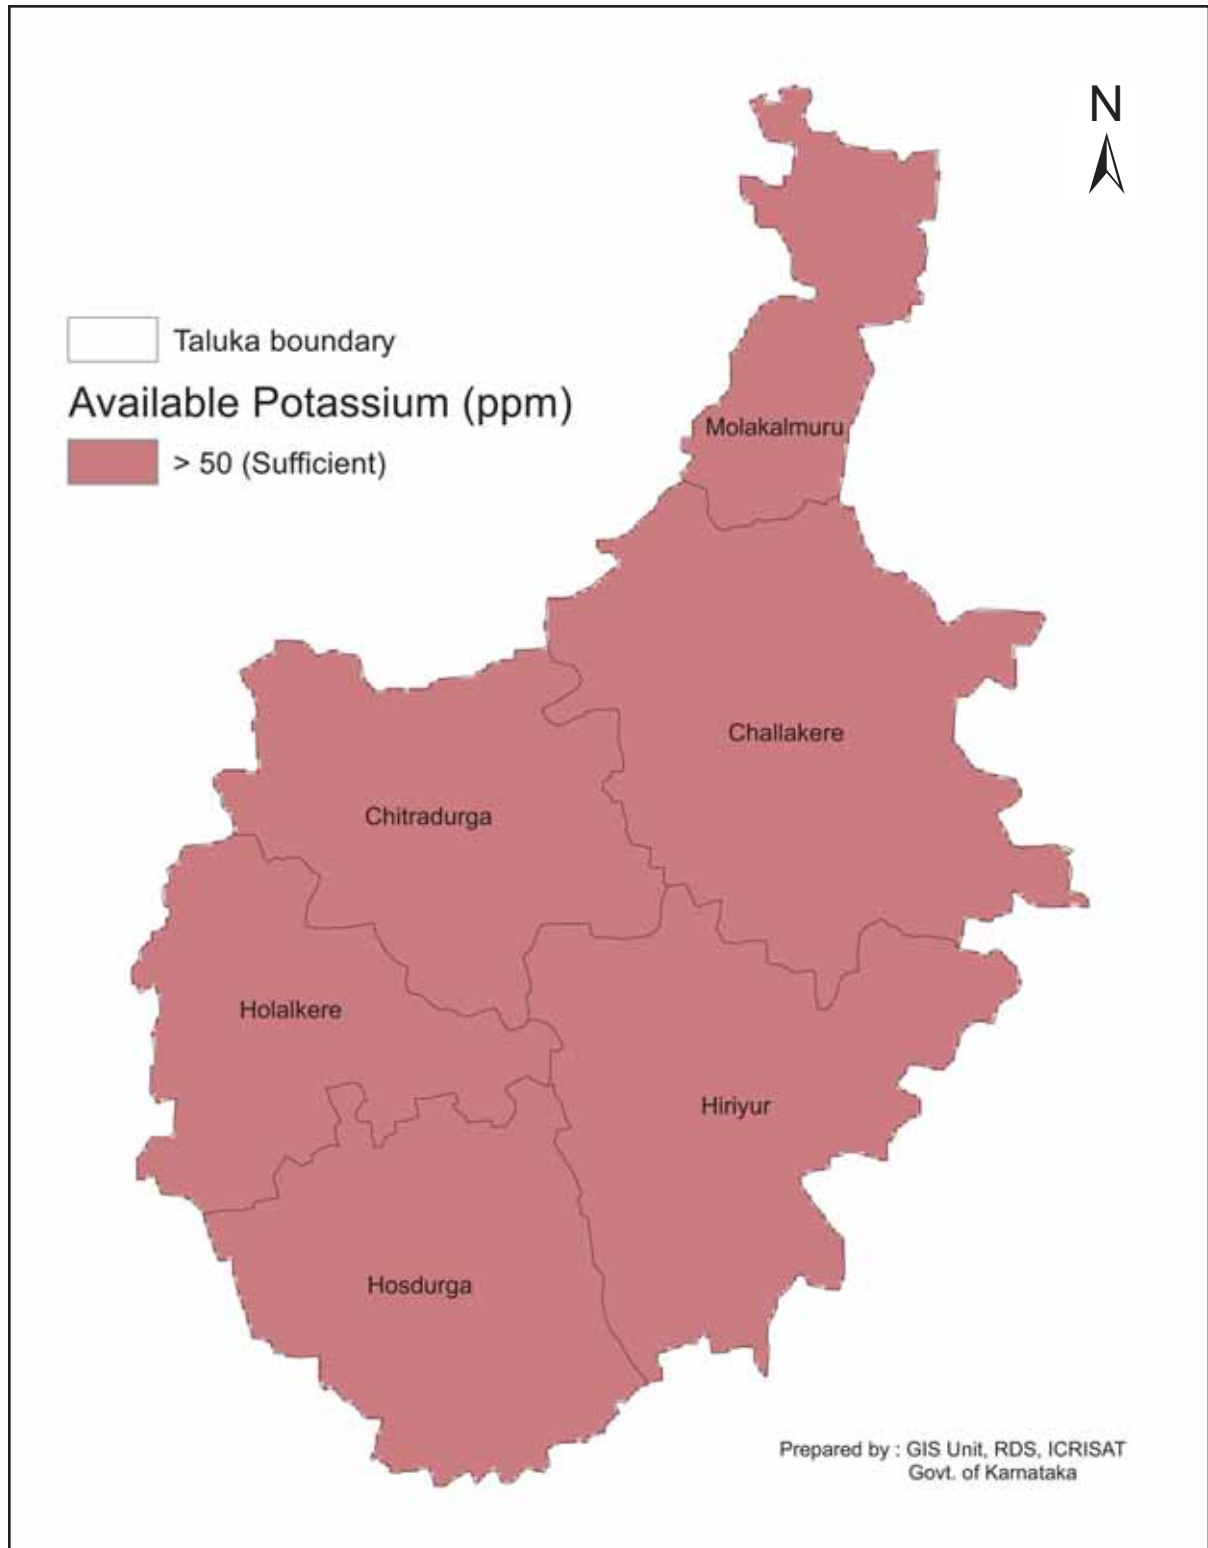 N
Taluka boundary
Available Potassium (ppm)
> 50 (Sufficient)
Molakalmuru
Challakere
Chitradurga
Holalkere
Hiriyur
Hosdurga
Prepared by : GIS Unit, RDS, ICRISAT
Govt. of Karnataka